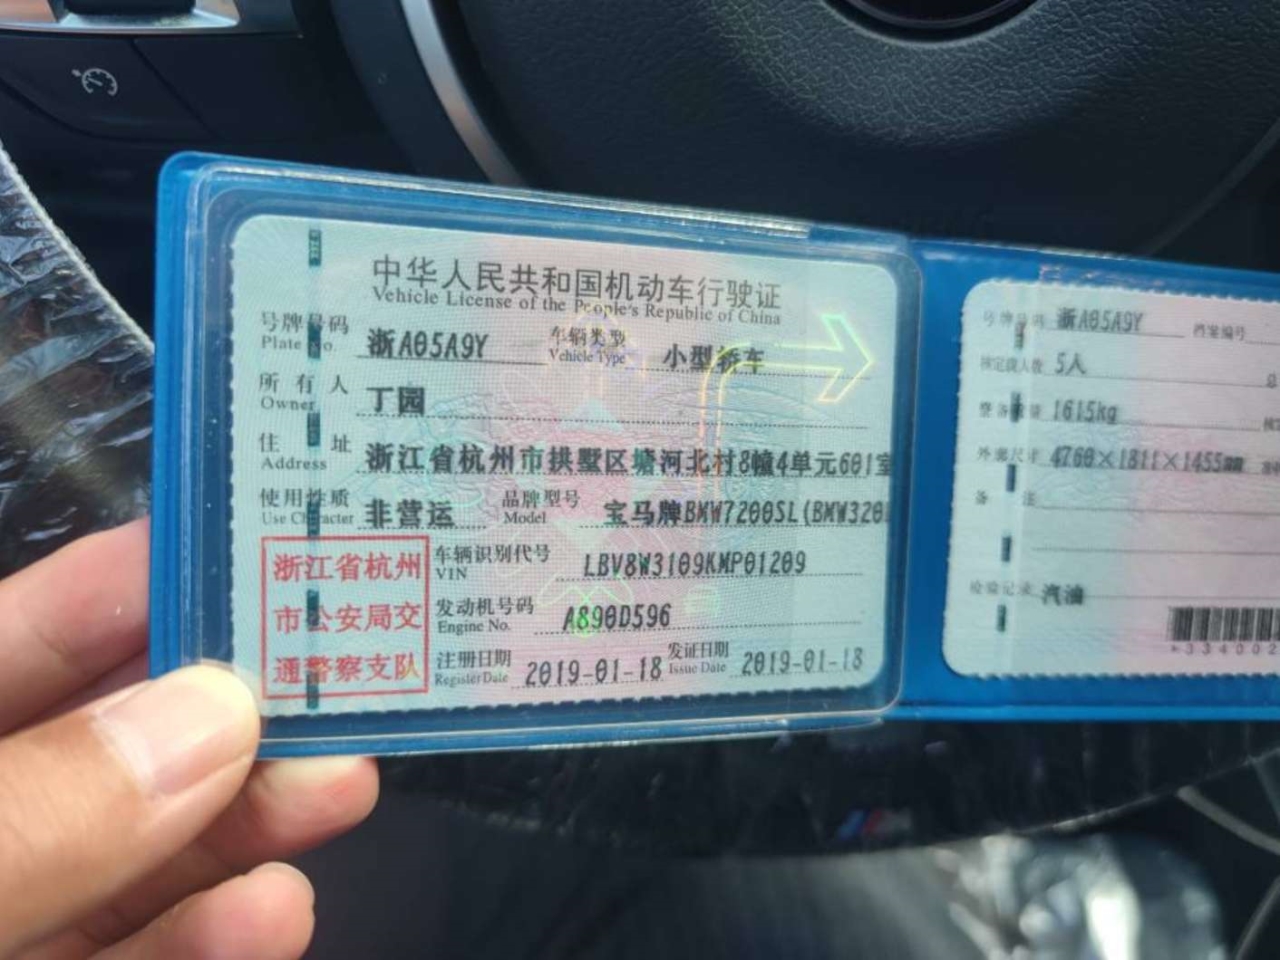 中华人民共和国机动车行驶证
Vehicle License of the People's Republic of China
号牌号码 浙A05A9Y 车辆类型 小型轿车
Plate No. Vehicle Type
所有人 丁园
Owner
住址 浙江省杭州市拱墅区塘河北村8幢4单元601室
Address
使用性质 非营运 品牌型号 宝马牌BMW7200SL(BMW320
Use Character Model
浙江省杭州
市公安局交
通警察支队
车辆识别代号 LBV8W3109KMP01209
VIN
发动机号码 A890D596
Engine No.
注册日期 2019-01-18 发证日期 2019-01-18
Register Date Issue Date
号牌号码 浙A05A9Y 档案编号
核定载人数 5人
整备质量 1615kg
外廓尺寸 4760×1811×1455mm
备注
检验记录 汽油
*334002